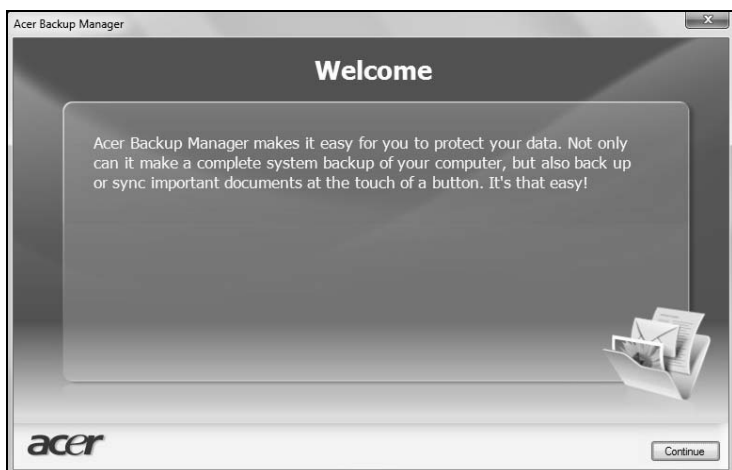 Acer Backup Manager
x
Welcome
Acer Backup Manager makes it easy for you to protect your data. Not only
can it make a complete system backup of your computer, but also back up
or sync important documents at the touch of a button. It's that easy!
acer
Continue